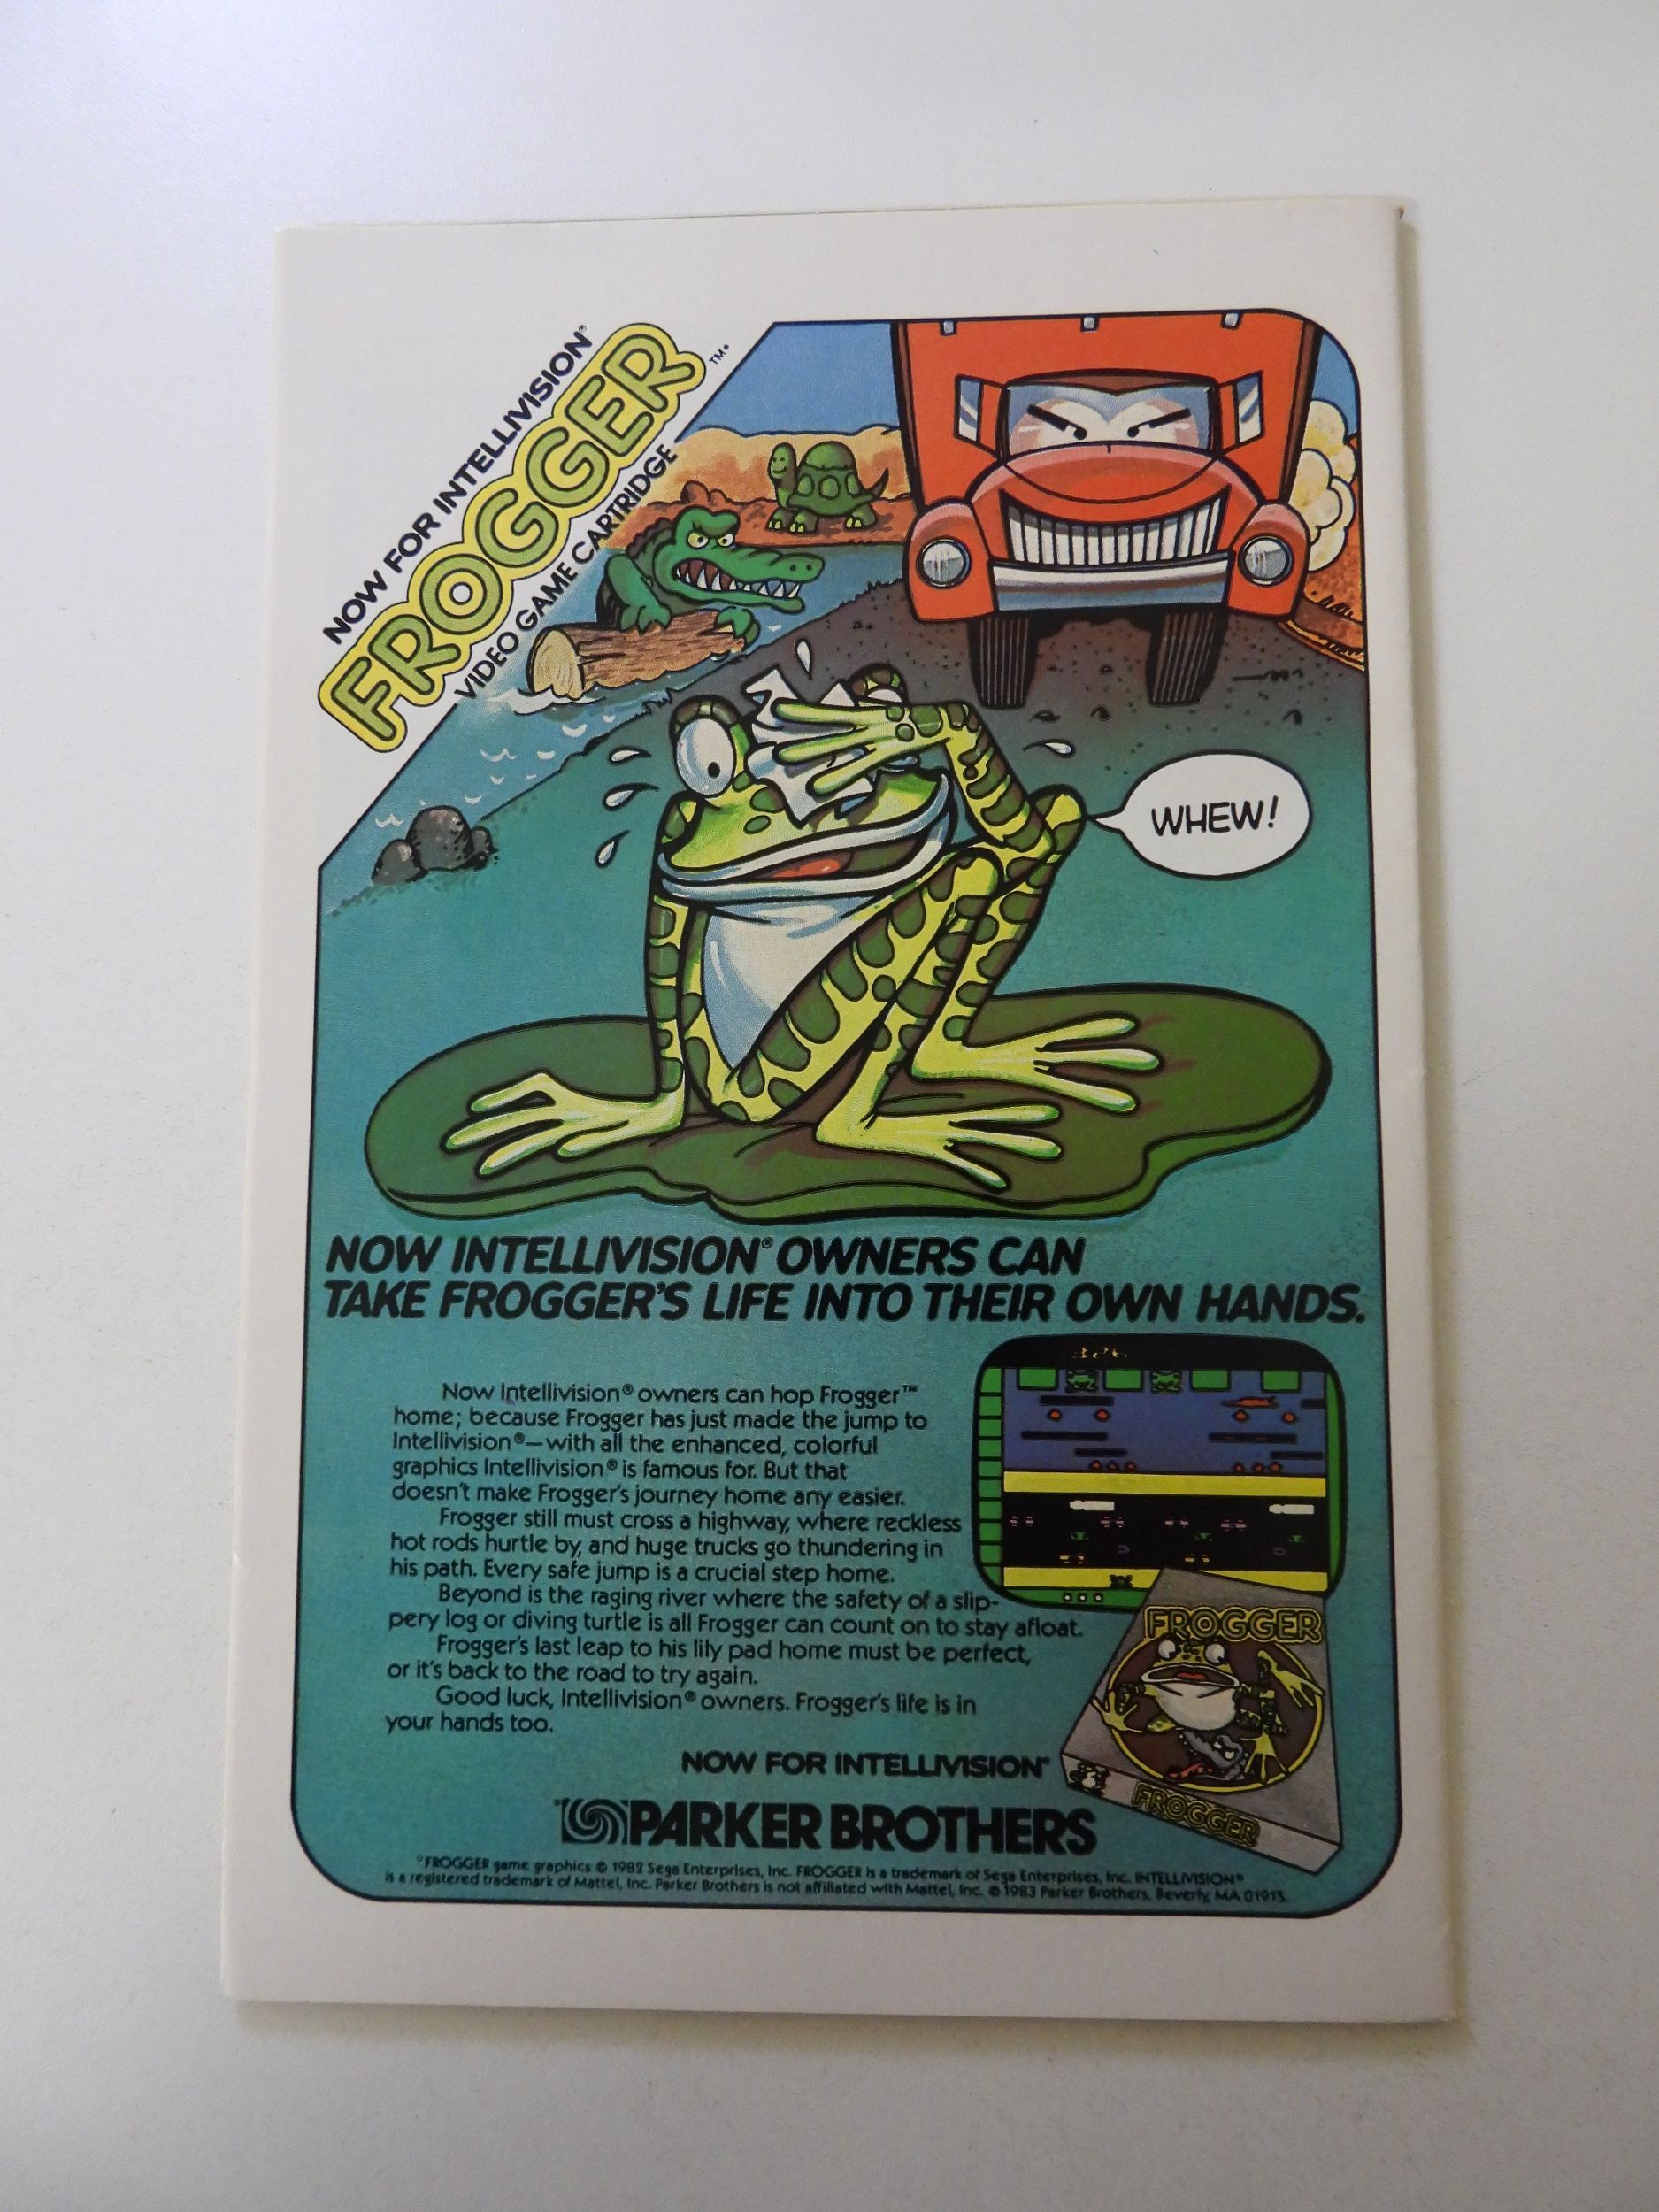 NOW FOR INTELLIVISION®
FROGGER™
VIDEO GAME CARTRIDGE
WHEW!
NOW INTELLIVISION® OWNERS CAN
TAKE FROGGER'S LIFE INTO THEIR OWN HANDS.
Now Intellivision® owners can hop Frogger™
home; because Frogger has just made the jump to
Intellivision®—with all the enhanced, colorful
graphics Intellivision® is famous for. But that
doesn't make Frogger's journey home any easier.
Frogger still must cross a highway, where reckless
hot rods hurtle by, and huge trucks go thundering in
his path. Every safe jump is a crucial step home.
Beyond is the raging river where the safety of a slip-
pery log or diving turtle is all Frogger can count on to stay afloat.
Frogger's last leap to his lily pad home must be perfect,
or it's back to the road to try again.
Good luck, Intellivision® owners. Frogger's life is in
your hands too.
FROGGER
FROGGER
NOW FOR INTELLIVISION®
PARKER BROTHERS
°FROGGER game graphics © 1982 Sega Enterprises, Inc. FROGGER is a trademark of Sega Enterprises, Inc. INTELLIVISION®
is a registered trademark of Mattel, Inc. Parker Brothers is not affiliated with Mattel, Inc. © 1983 Parker Brothers, Beverly, MA 01915.